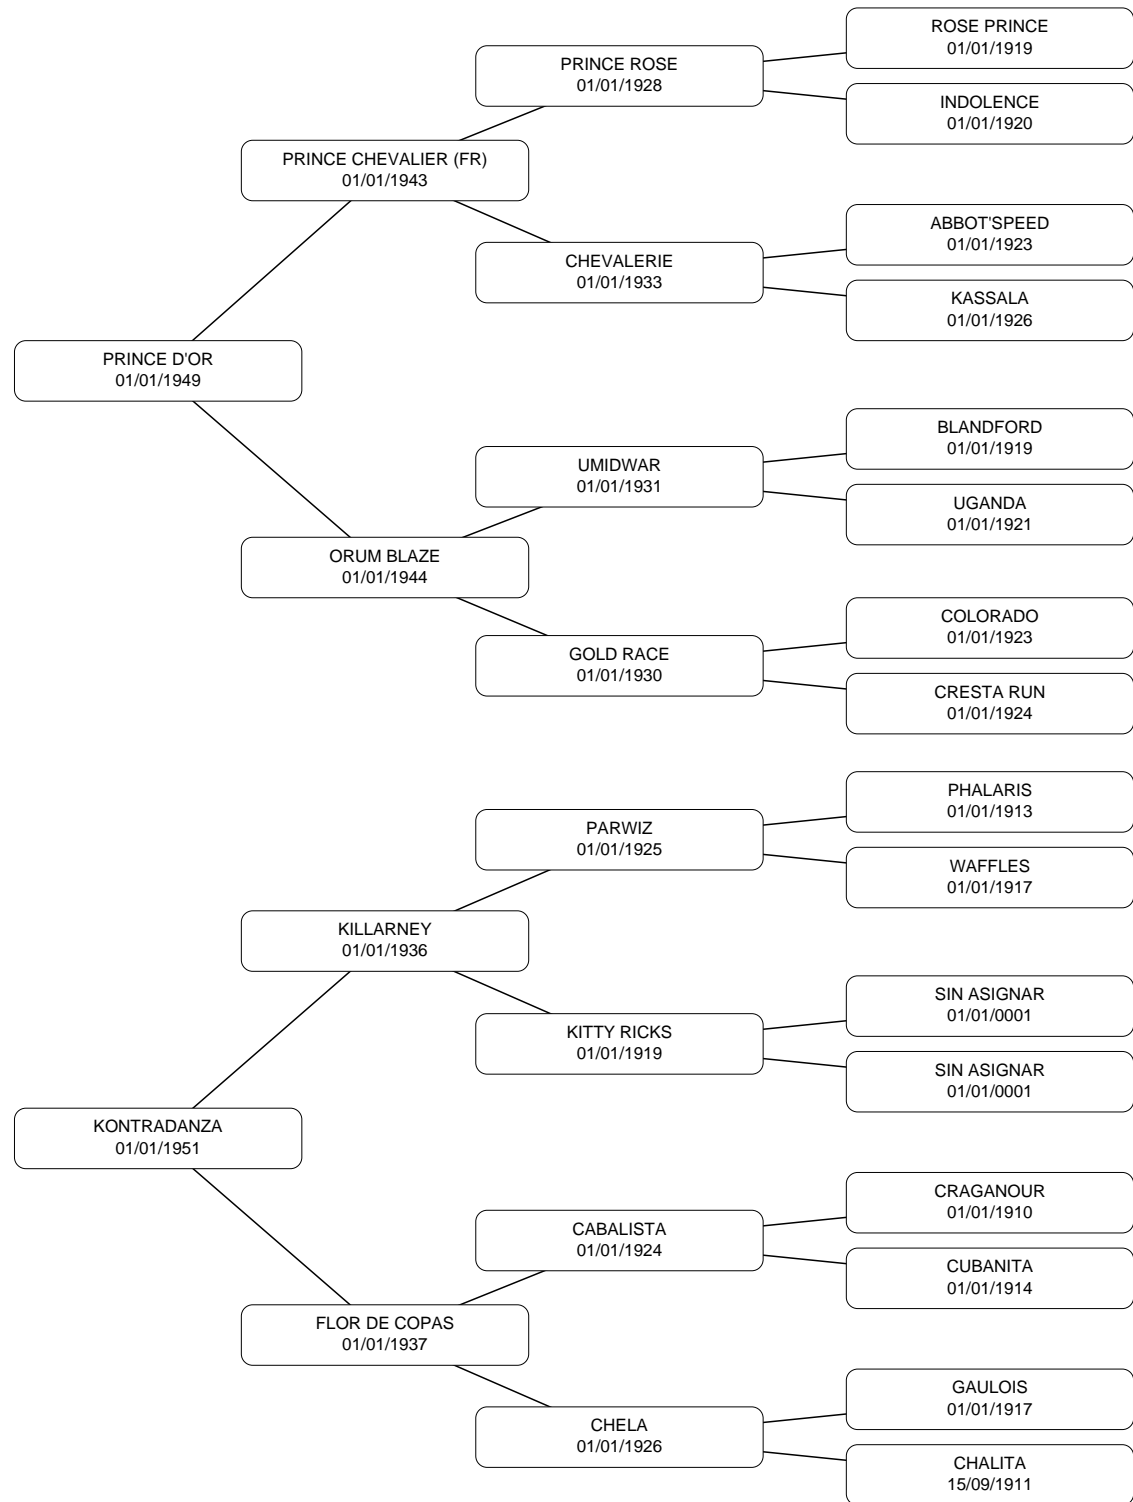 ROSE PRINCE
01/01/1919
PRINCE ROSE
01/01/1928
INDOLENCE
01/01/1920
PRINCE CHEVALIER (FR)
01/01/1943
ABBOT'SPEED
01/01/1923
CHEVALERIE
01/01/1933
KASSALA
01/01/1926
PRINCE D'OR
01/01/1949
BLANDFORD
01/01/1919
UMIDWAR
01/01/1931
UGANDA
01/01/1921
ORUM BLAZE
01/01/1944
COLORADO
01/01/1923
GOLD RACE
01/01/1930
CRESTA RUN
01/01/1924
PHALARIS
01/01/1913
PARWIZ
01/01/1925
WAFFLES
01/01/1917
KILLARNEY
01/01/1936
SIN ASIGNAR
01/01/0001
KITTY RICKS
01/01/1919
SIN ASIGNAR
01/01/0001
KONTRADANZA
01/01/1951
CRAGANOUR
01/01/1910
CABALISTA
01/01/1924
CUBANITA
01/01/1914
FLOR DE COPAS
01/01/1937
GAULOIS
01/01/1917
CHELA
01/01/1926
CHALITA
15/09/1911